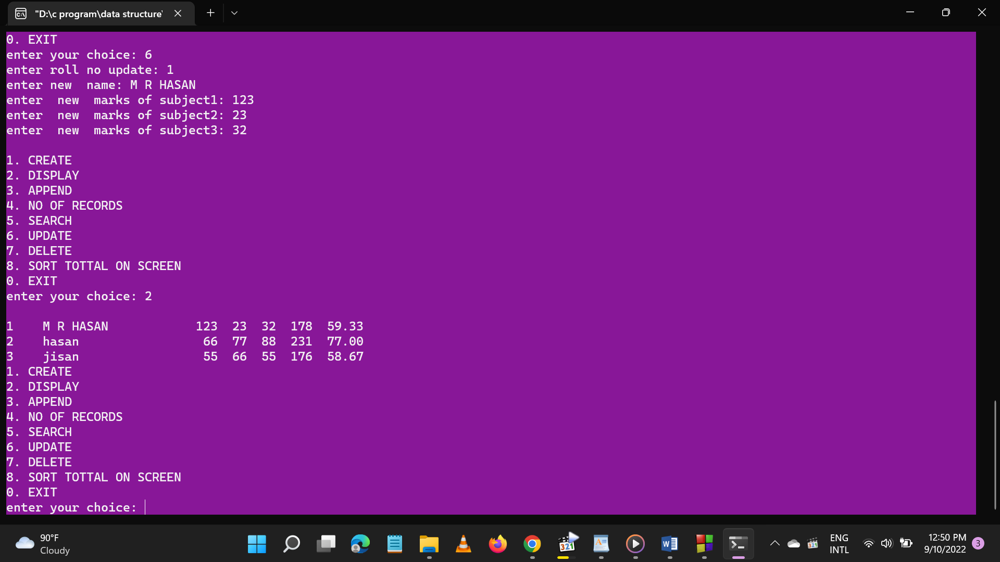 "D:\c program\data structure\
0. EXIT
enter your choice: 6
enter roll no update: 1
enter new  name: M R HASAN
enter  new  marks of subject1: 123
enter  new  marks of subject2: 23
enter  new  marks of subject3: 32
1. CREATE
2. DISPLAY
3. APPEND
4. NO OF RECORDS
5. SEARCH
6. UPDATE
7. DELETE
8. SORT TOTTAL ON SCREEN
0. EXIT
enter your choice: 2
1    M R HASAN            123  23  32  178  59.33
2    hasan                 66  77  88  231  77.00
3    jisan                 55  66  55  176  58.67
1. CREATE
2. DISPLAY
3. APPEND
4. NO OF RECORDS
5. SEARCH
6. UPDATE
7. DELETE
8. SORT TOTTAL ON SCREEN
0. EXIT
enter your choice:
90°F
Cloudy
321
W
321
ENG
INTL
12:50 PM
9/10/2022
3